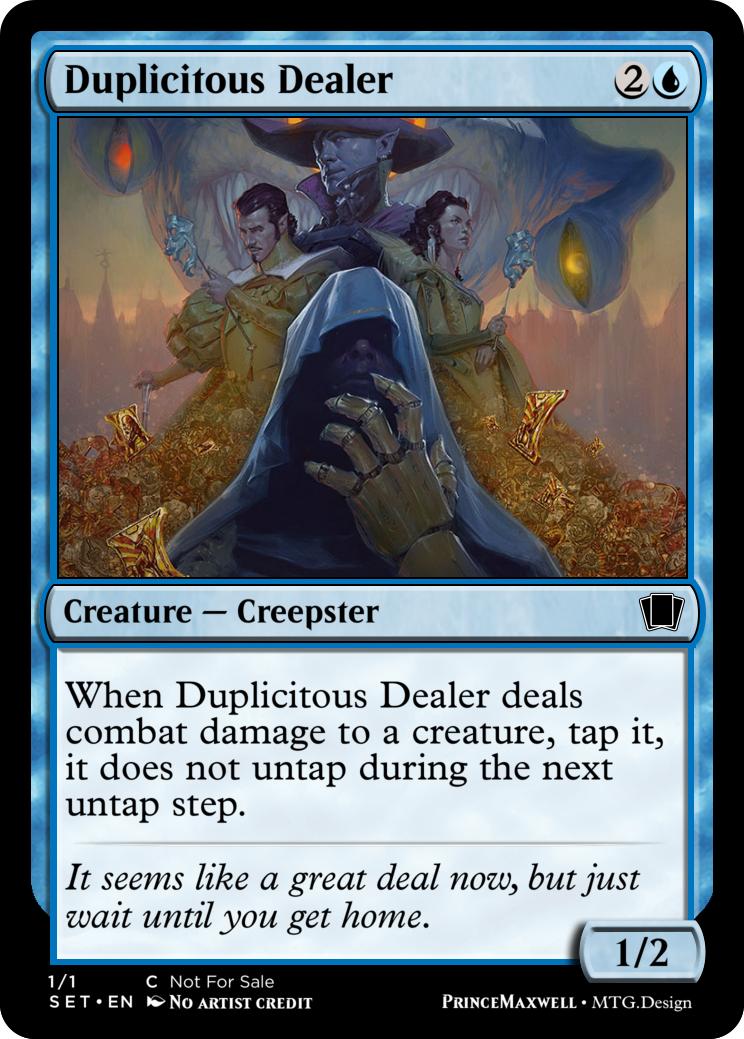 Duplicitous Dealer 2
Creature — Creepster
When Duplicitous Dealer deals
combat damage to a creature, tap it,
it does not untap during the next
untap step.
It seems like a great deal now, but just
wait until you get home.
1/2
1/1 C Not For Sale
SET • EN No artist credit
PrinceMaxwell • MTG.Design